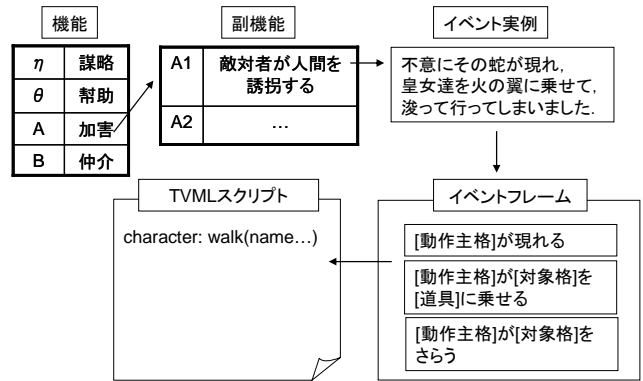 機能
η 謀略
θ 幇助
A 加害
B 仲介
副機能
A1 敵対者が人間を
誘拐する
A2 …
イベント実例
不意にその蛇が現れ,
皇女達を火の翼に乗せて,
浚って行ってしまいました.
イベントフレーム
[動作主格]が現れる
[動作主格]が[対象格]を
[道具]に乗せる
[動作主格]が[対象格]を
さらう
TVMLスクリプト
character: walk(name…)